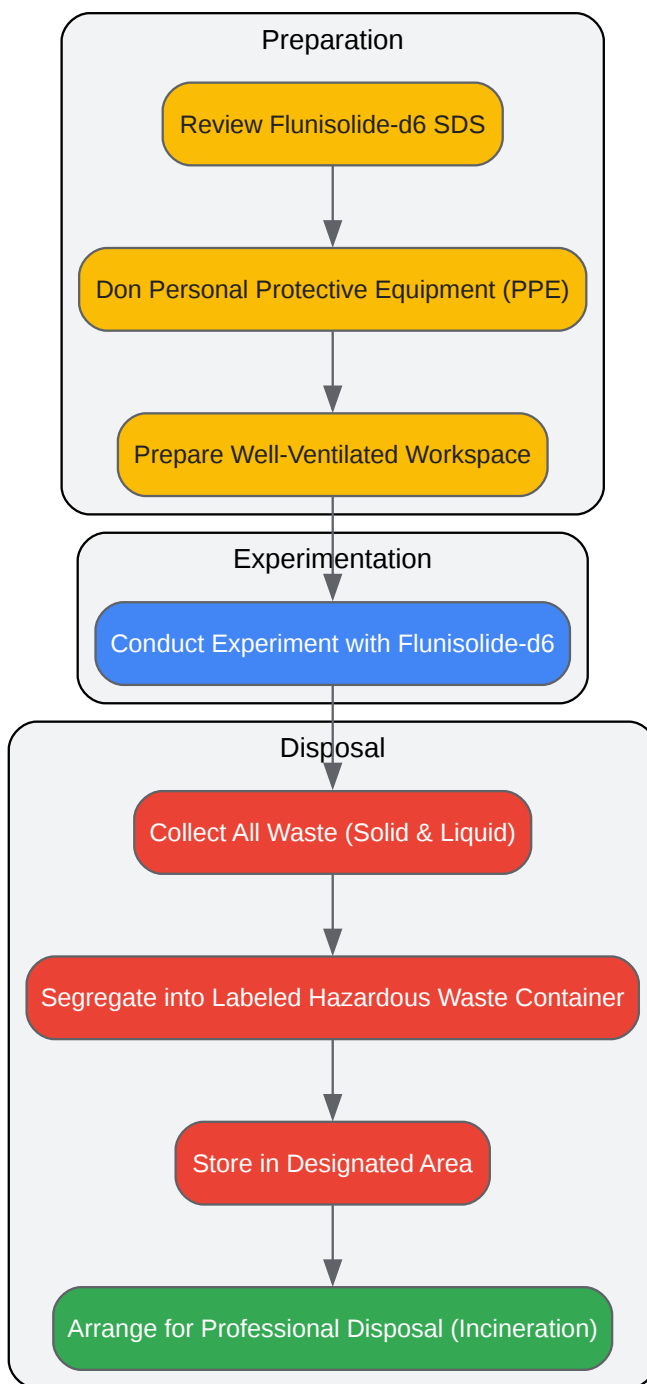 Preparation
Review Flunisolide-d6 SDS
Don Personal Protective Equipment (PPE)
Prepare Well-Ventilated Workspace
Experimentation
Conduct Experiment with Flunisolide-d6
Disposal
Collect All Waste (Solid & Liquid)
Segregate into Labeled Hazardous Waste Container
Store in Designated Area
Arrange for Professional Disposal (Incineration)